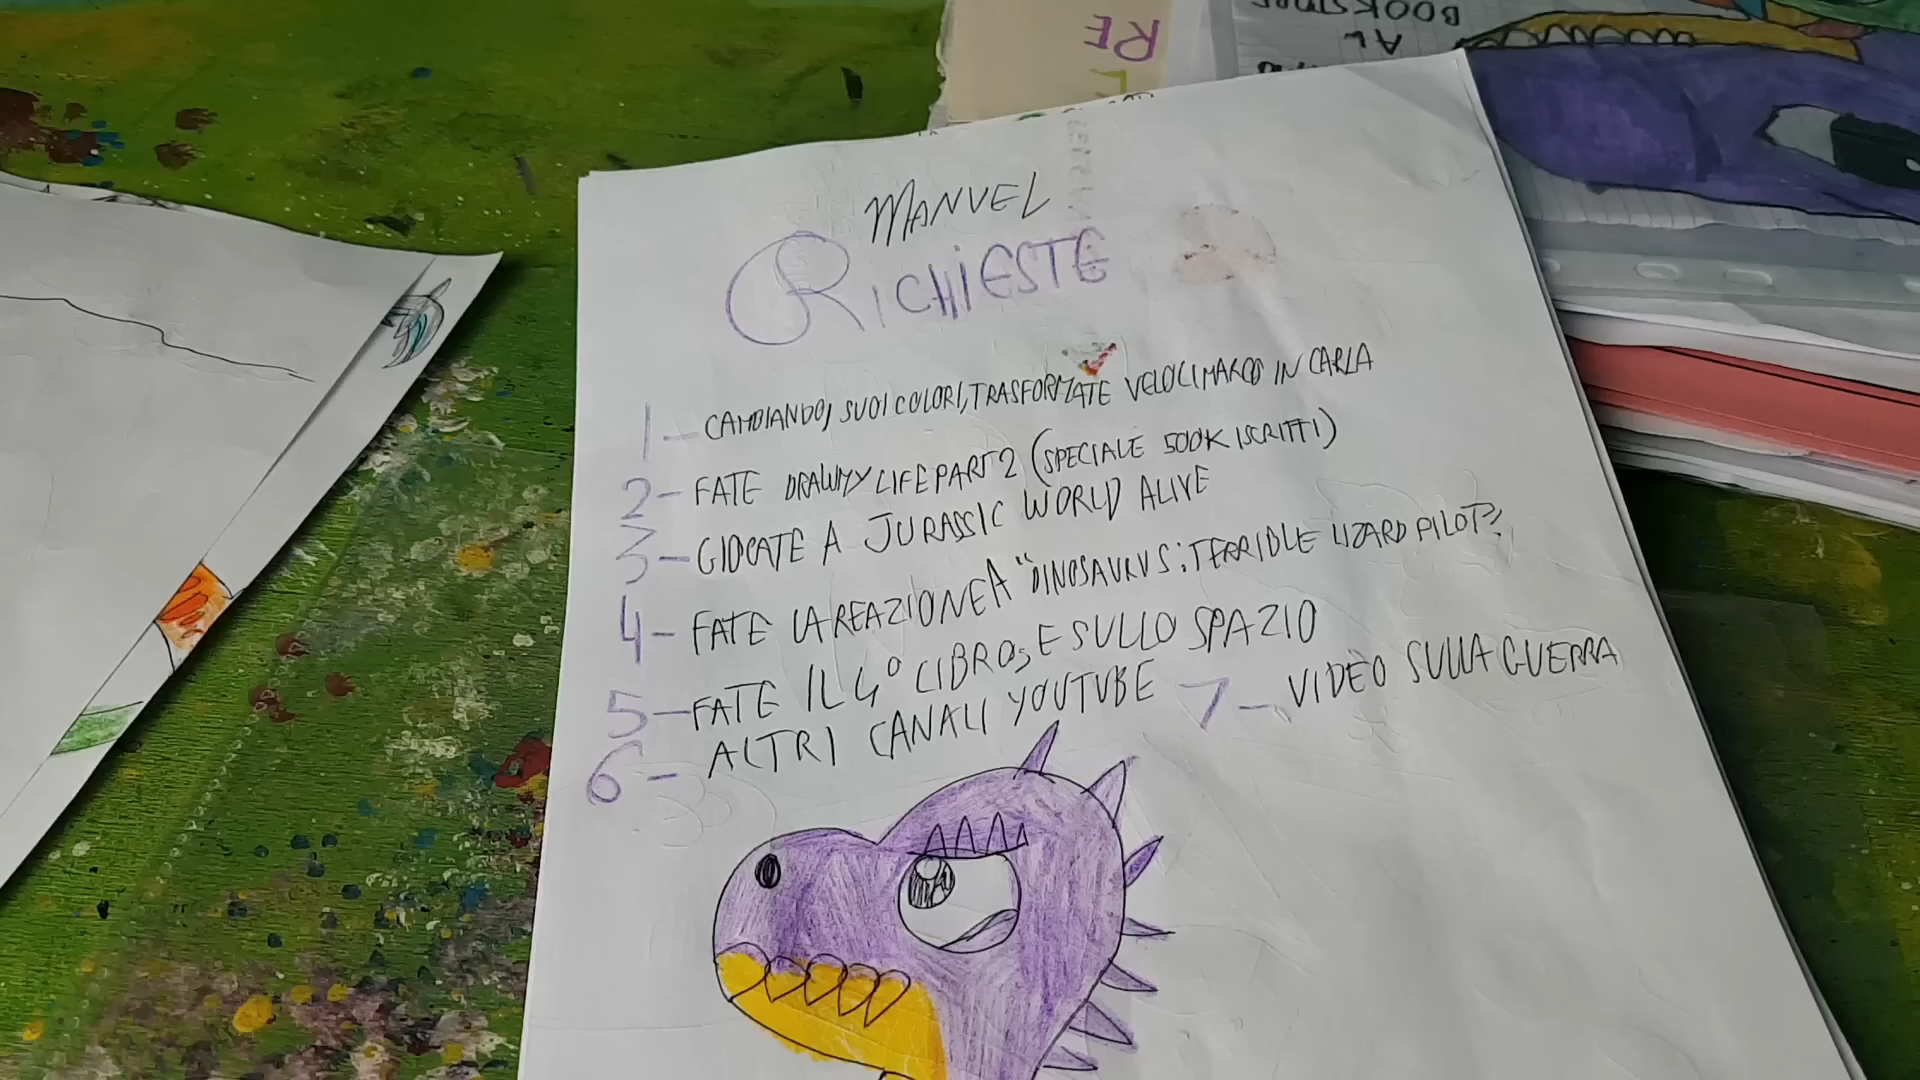 RE
BOOKSTORE
AL
MANUEL
RICHIESTE
1- CAMBIANDO, SUOI COLORI, TRASFORMATE VELOCIMARCO IN CARLA
2- FATE DRAWMY LIFE PART 2 (SPECIALE 500K ISCRITTI)
3- GIOCATE A JURASSIC WORLD ALIVE
4- FATE LA REAZIONE A "DINOSAURUS: TERRIBLE LIZARD PILOT"
5- FATE IL 4° LIBRO, E SULLO SPAZIO
6- ALTRI CANALI YOUTUBE 7- VIDEO SULLA GUERRA